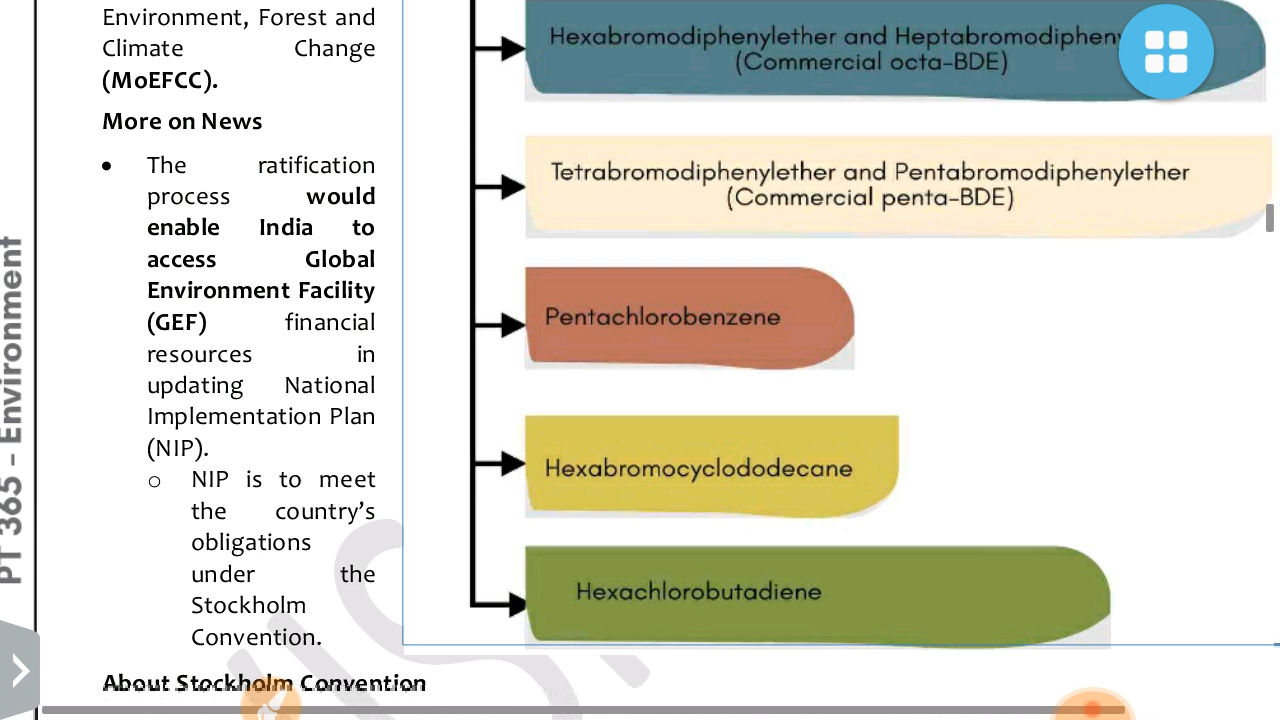 Environment, Forest and
Climate Change
(MoEFCC).
More on News
• The ratification
process would
enable India to
access Global
Environment Facility
(GEF) financial
resources in
updating National
Implementation Plan
(NIP).
o NIP is to meet
the country's
obligations
under the
Stockholm
Convention.
About Stockholm Convention
Hexabromodiphenylether and
(Commercial octa-BDE)
Tetrabromodiphenylether and Pentabromodiphenylether
(Commercial penta-BDE)
Pentachlorobenzene
Hexabromocyclododecane
Hexachlorobutadiene
PT 365 - Environment